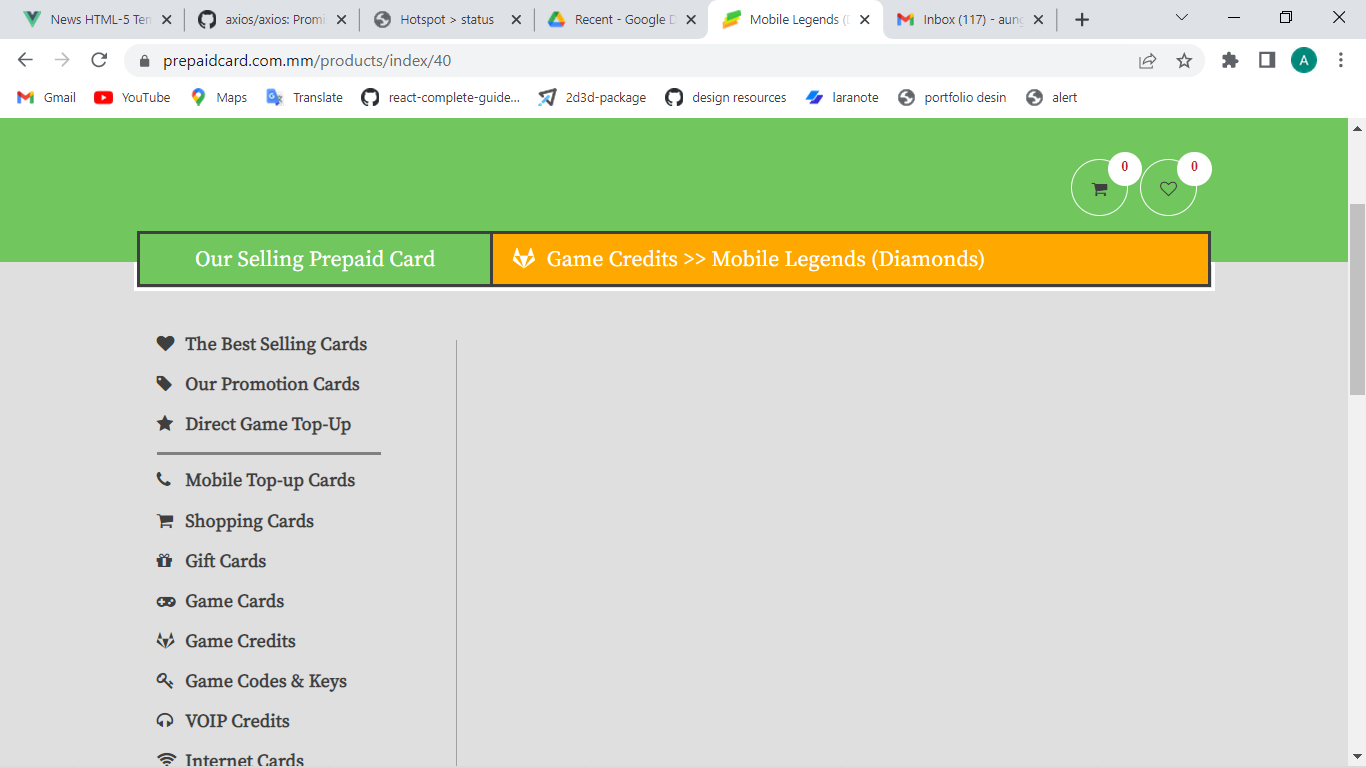 News HTML-5 Ten
axios/axios: Promi
Hotspot > status
Recent - Google D
Mobile Legends (D
Inbox (117) - aung
prepaidcard.com.mm/products/index/40
A
Gmail
YouTube
Maps
Translate
react-complete-guide...
2d3d-package
design resources
laranote
portfolio desin
alert
0
0
Our Selling Prepaid Card
Game Credits >> Mobile Legends (Diamonds)
The Best Selling Cards
Our Promotion Cards
Direct Game Top-Up
Mobile Top-up Cards
Shopping Cards
Gift Cards
Game Cards
Game Credits
Game Codes & Keys
VOIP Credits
Internet Cards